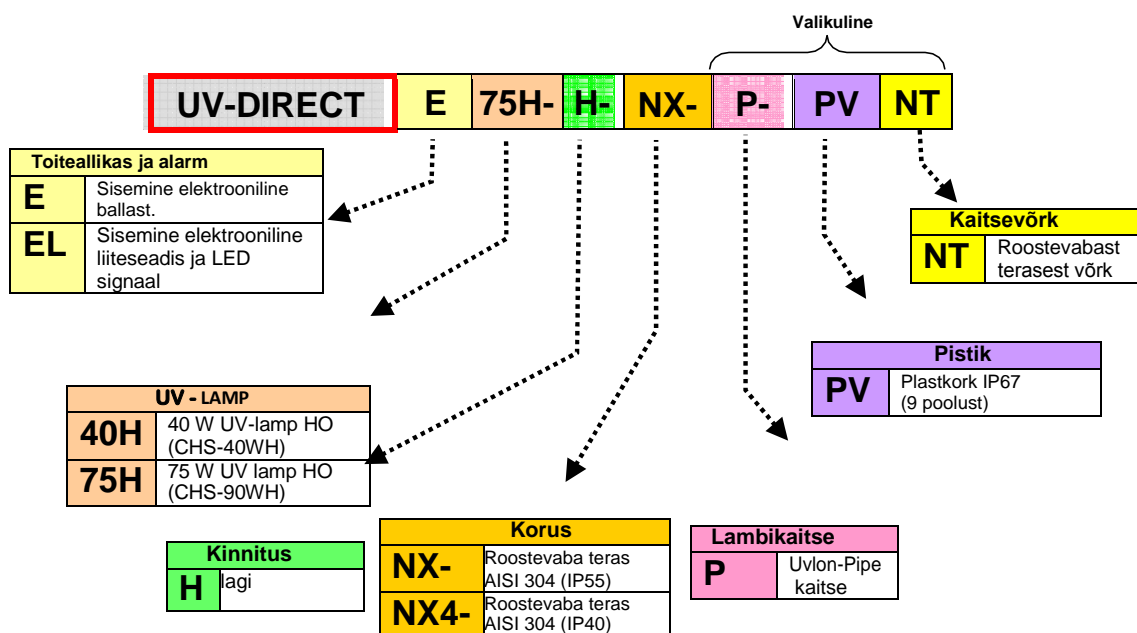 Valikuline
UV-DIRECT E 75H- H- NX- P- PV NT
Toiteallikas ja alarm
E Sisemine elektrooniline
ballast.
EL Sisemine elektrooniline
liiteseadis ja LED
signaal
Kaitsevõrk
NT Roostevabast
terasest võrk
Pistik
PV Plastkork IP67
(9 poolust)
UV - LAMP
40H 40 W UV-lamp HO
(CHS-40WH)
75H 75 W UV lamp HO
(CHS-90WH)
Korus
NX- Roostevaba teras
AISI 304 (IP55)
NX4- Roostevaba teras
AISI 304 (IP40)
Lambikaitse
P Uvlon-Pipe
kaitse
Kinnitus
H lagi